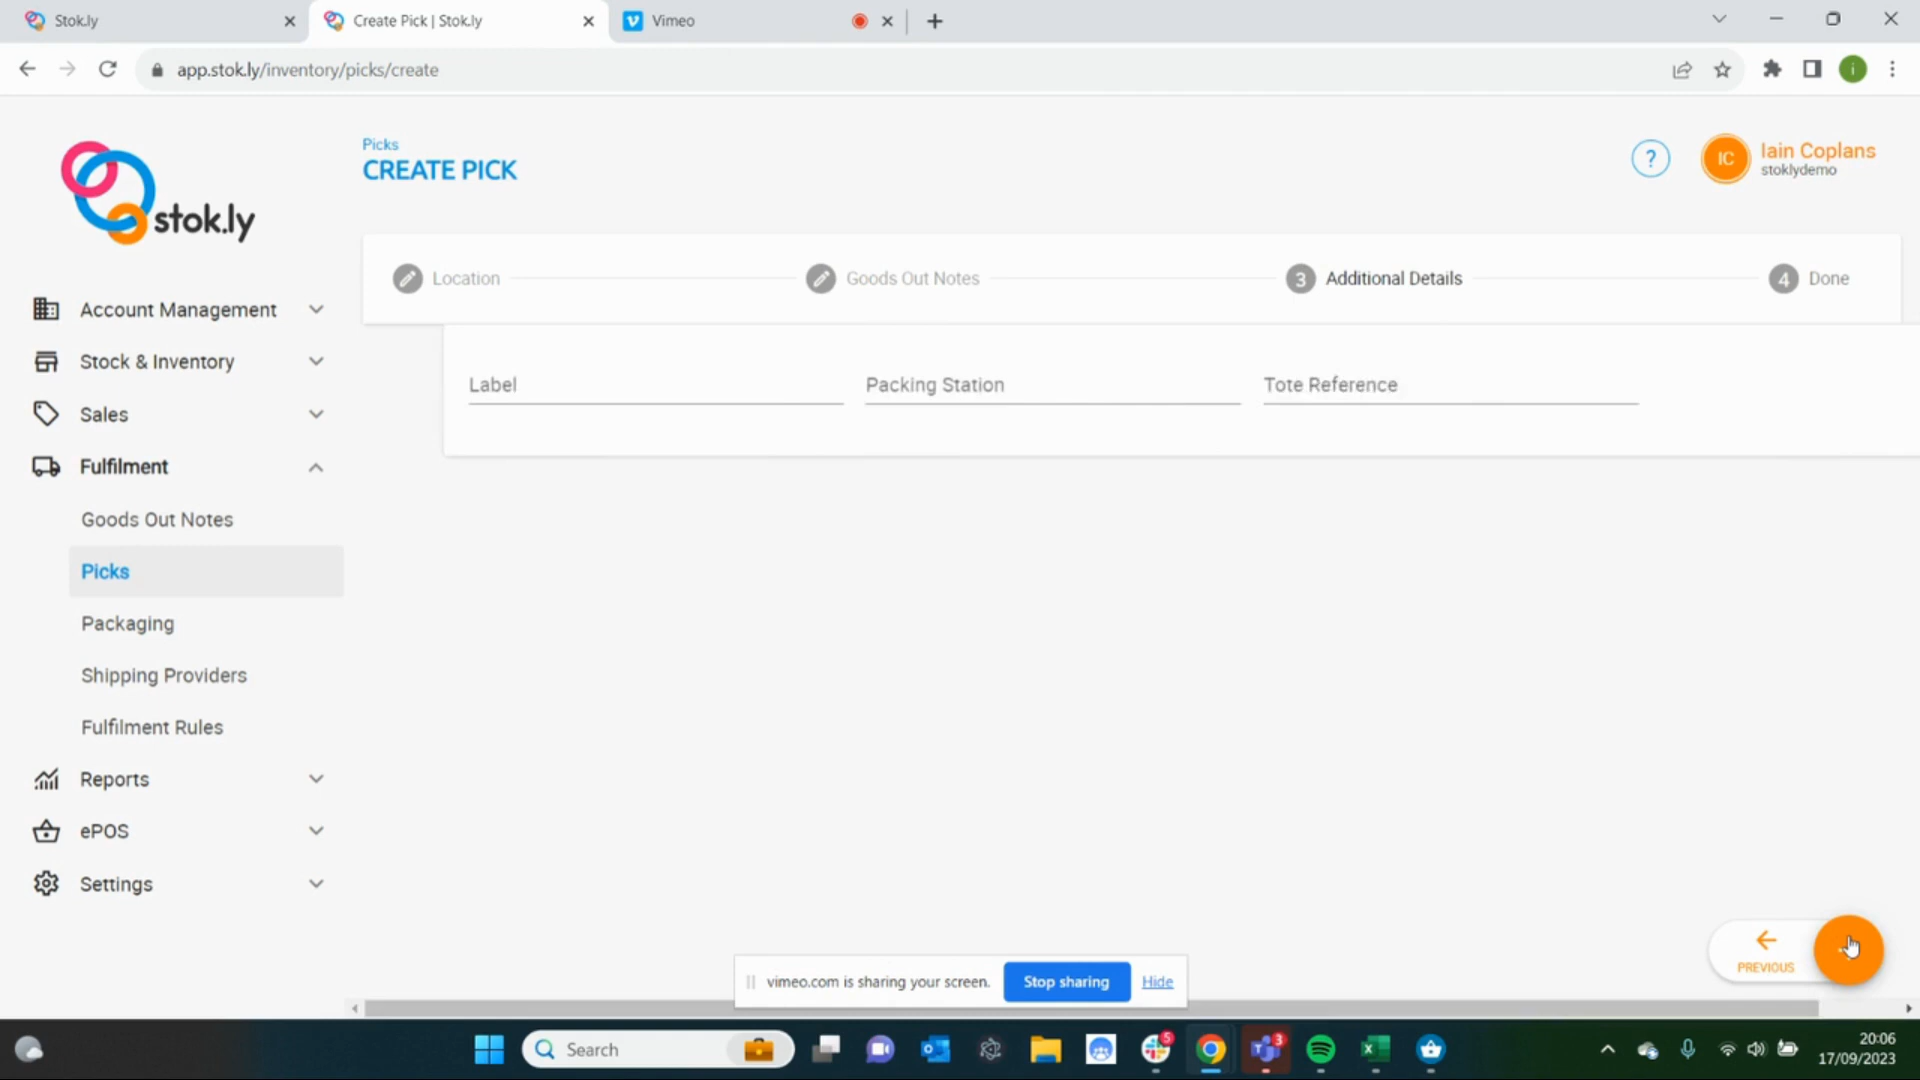 Stok.ly
Create Pick | Stok.ly
Vimeo
app.stok.ly/inventory/picks/create
i
stok.ly
Picks
CREATE PICK
?
IC
Iain Coplans
stoklydemo
Location
Goods Out Notes
3 Additional Details
4 Done
Account Management
Stock & Inventory
Sales
Fulfilment
Goods Out Notes
Picks
Packaging
Shipping Providers
Fulfilment Rules
Reports
ePOS
Settings
Label
Packing Station
Tote Reference
PREVIOUS
vimeo.com is sharing your screen.
Stop sharing
Hide
Search
5
3
20:06
17/09/2023